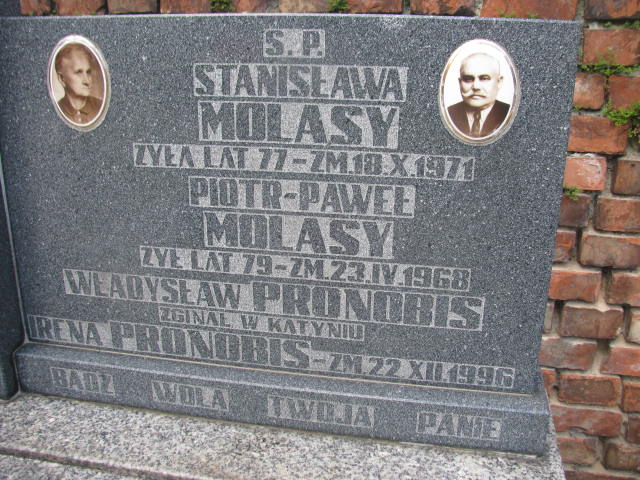 Ś.P.
STANISŁAWA
MOLASY
ŻYŁA LAT 77-ZM.18.X.1971
PIOTR-PAWEŁ
MOLASY
ŻYŁ LAT 79-ZM.23.IV.1968
WŁADYSŁAW PRONOBIS
ZGINĄŁ W KATYNIU
IRENA PRONOBIS-ZM.22 XII.1996
BĄDŹ WOLA TWOJA PANIE